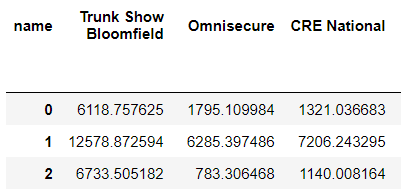 name Trunk Show Bloomfield Omnisecure CRE National
0 6118.757625 1795.109984 1321.036683
1 12578.872594 6285.397486 7206.243295
2 6733.505182 783.306468 1140.008164